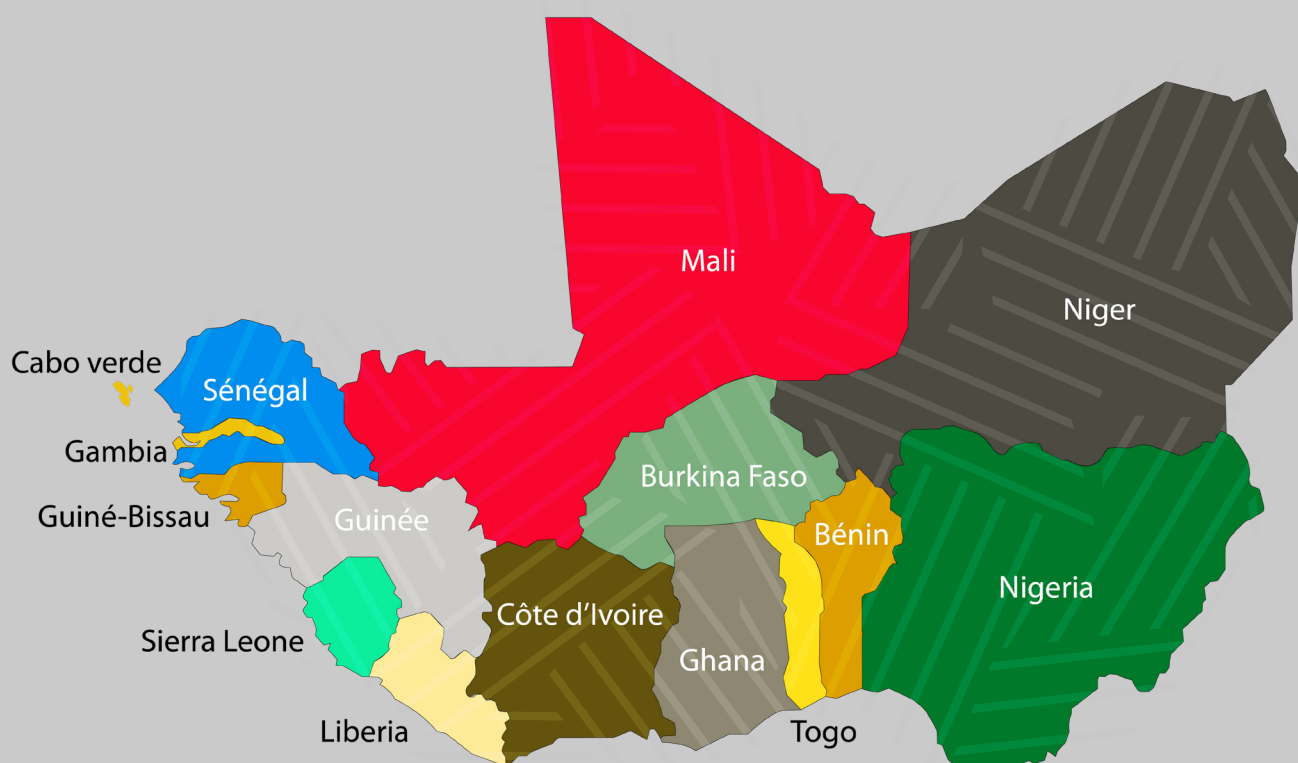 Mali
Niger
Cabo verde
Sénégal
Gambia
Burkina Faso
Guiné-Bissau
Guinée
Bénin
Nigeria
Côte d’Ivoire
Sierra Leone
Ghana
Liberia
Togo